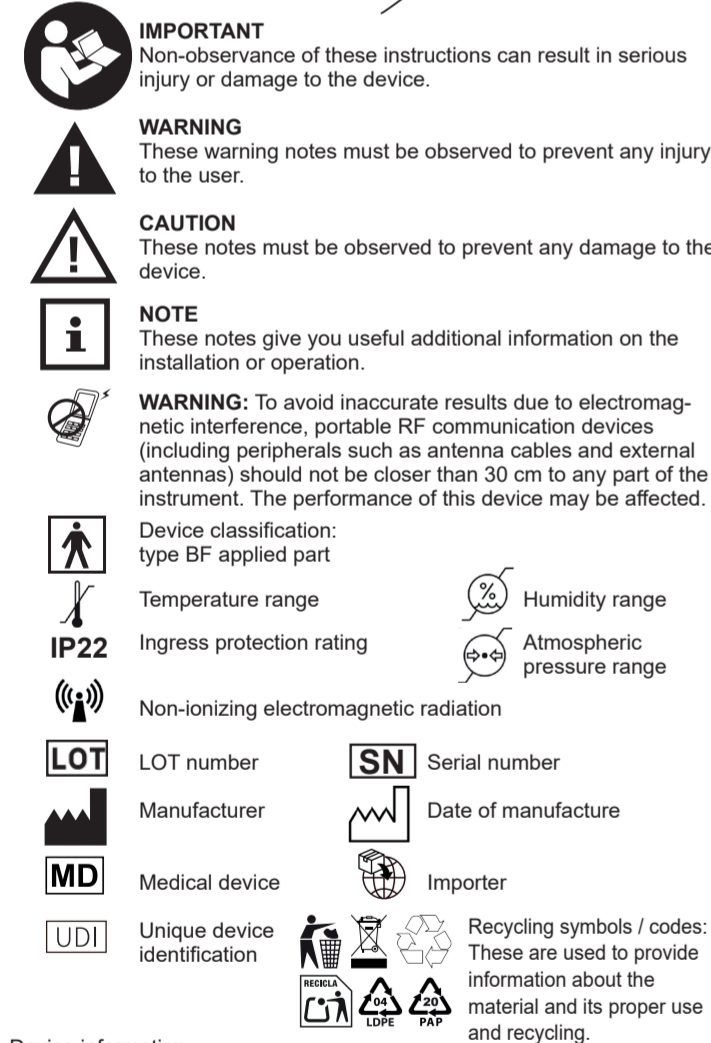 IMPORTANT
Non-observance of these instructions can result in serious
injury or damage to the device.
WARNING
These warning notes must be observed to prevent any injury
to the user.
CAUTION
These notes must be observed to prevent any damage to the
device.
NOTE
These notes give you useful additional information on the
installation or operation.
WARNING: To avoid inaccurate results due to electromag-
netic interference, portable RF communication devices
(including peripherals such as antenna cables and external
antennas) should not be closer than 30 cm to any part of the
instrument. The performance of this device may be affected.
Device classification:
type BF applied part
Temperature range
% Humidity range
IP22 Ingress protection rating
Atmospheric
pressure range
Non-ionizing electromagnetic radiation
LOT LOT number
SN Serial number
Manufacturer
Date of manufacture
MD Medical device
Importer
UDI Unique device
identification
RECICLA
04
LDPE
20
PAP
Recycling symbols / codes:
These are used to provide
information about the
material and its proper use
and recycling.
Device information